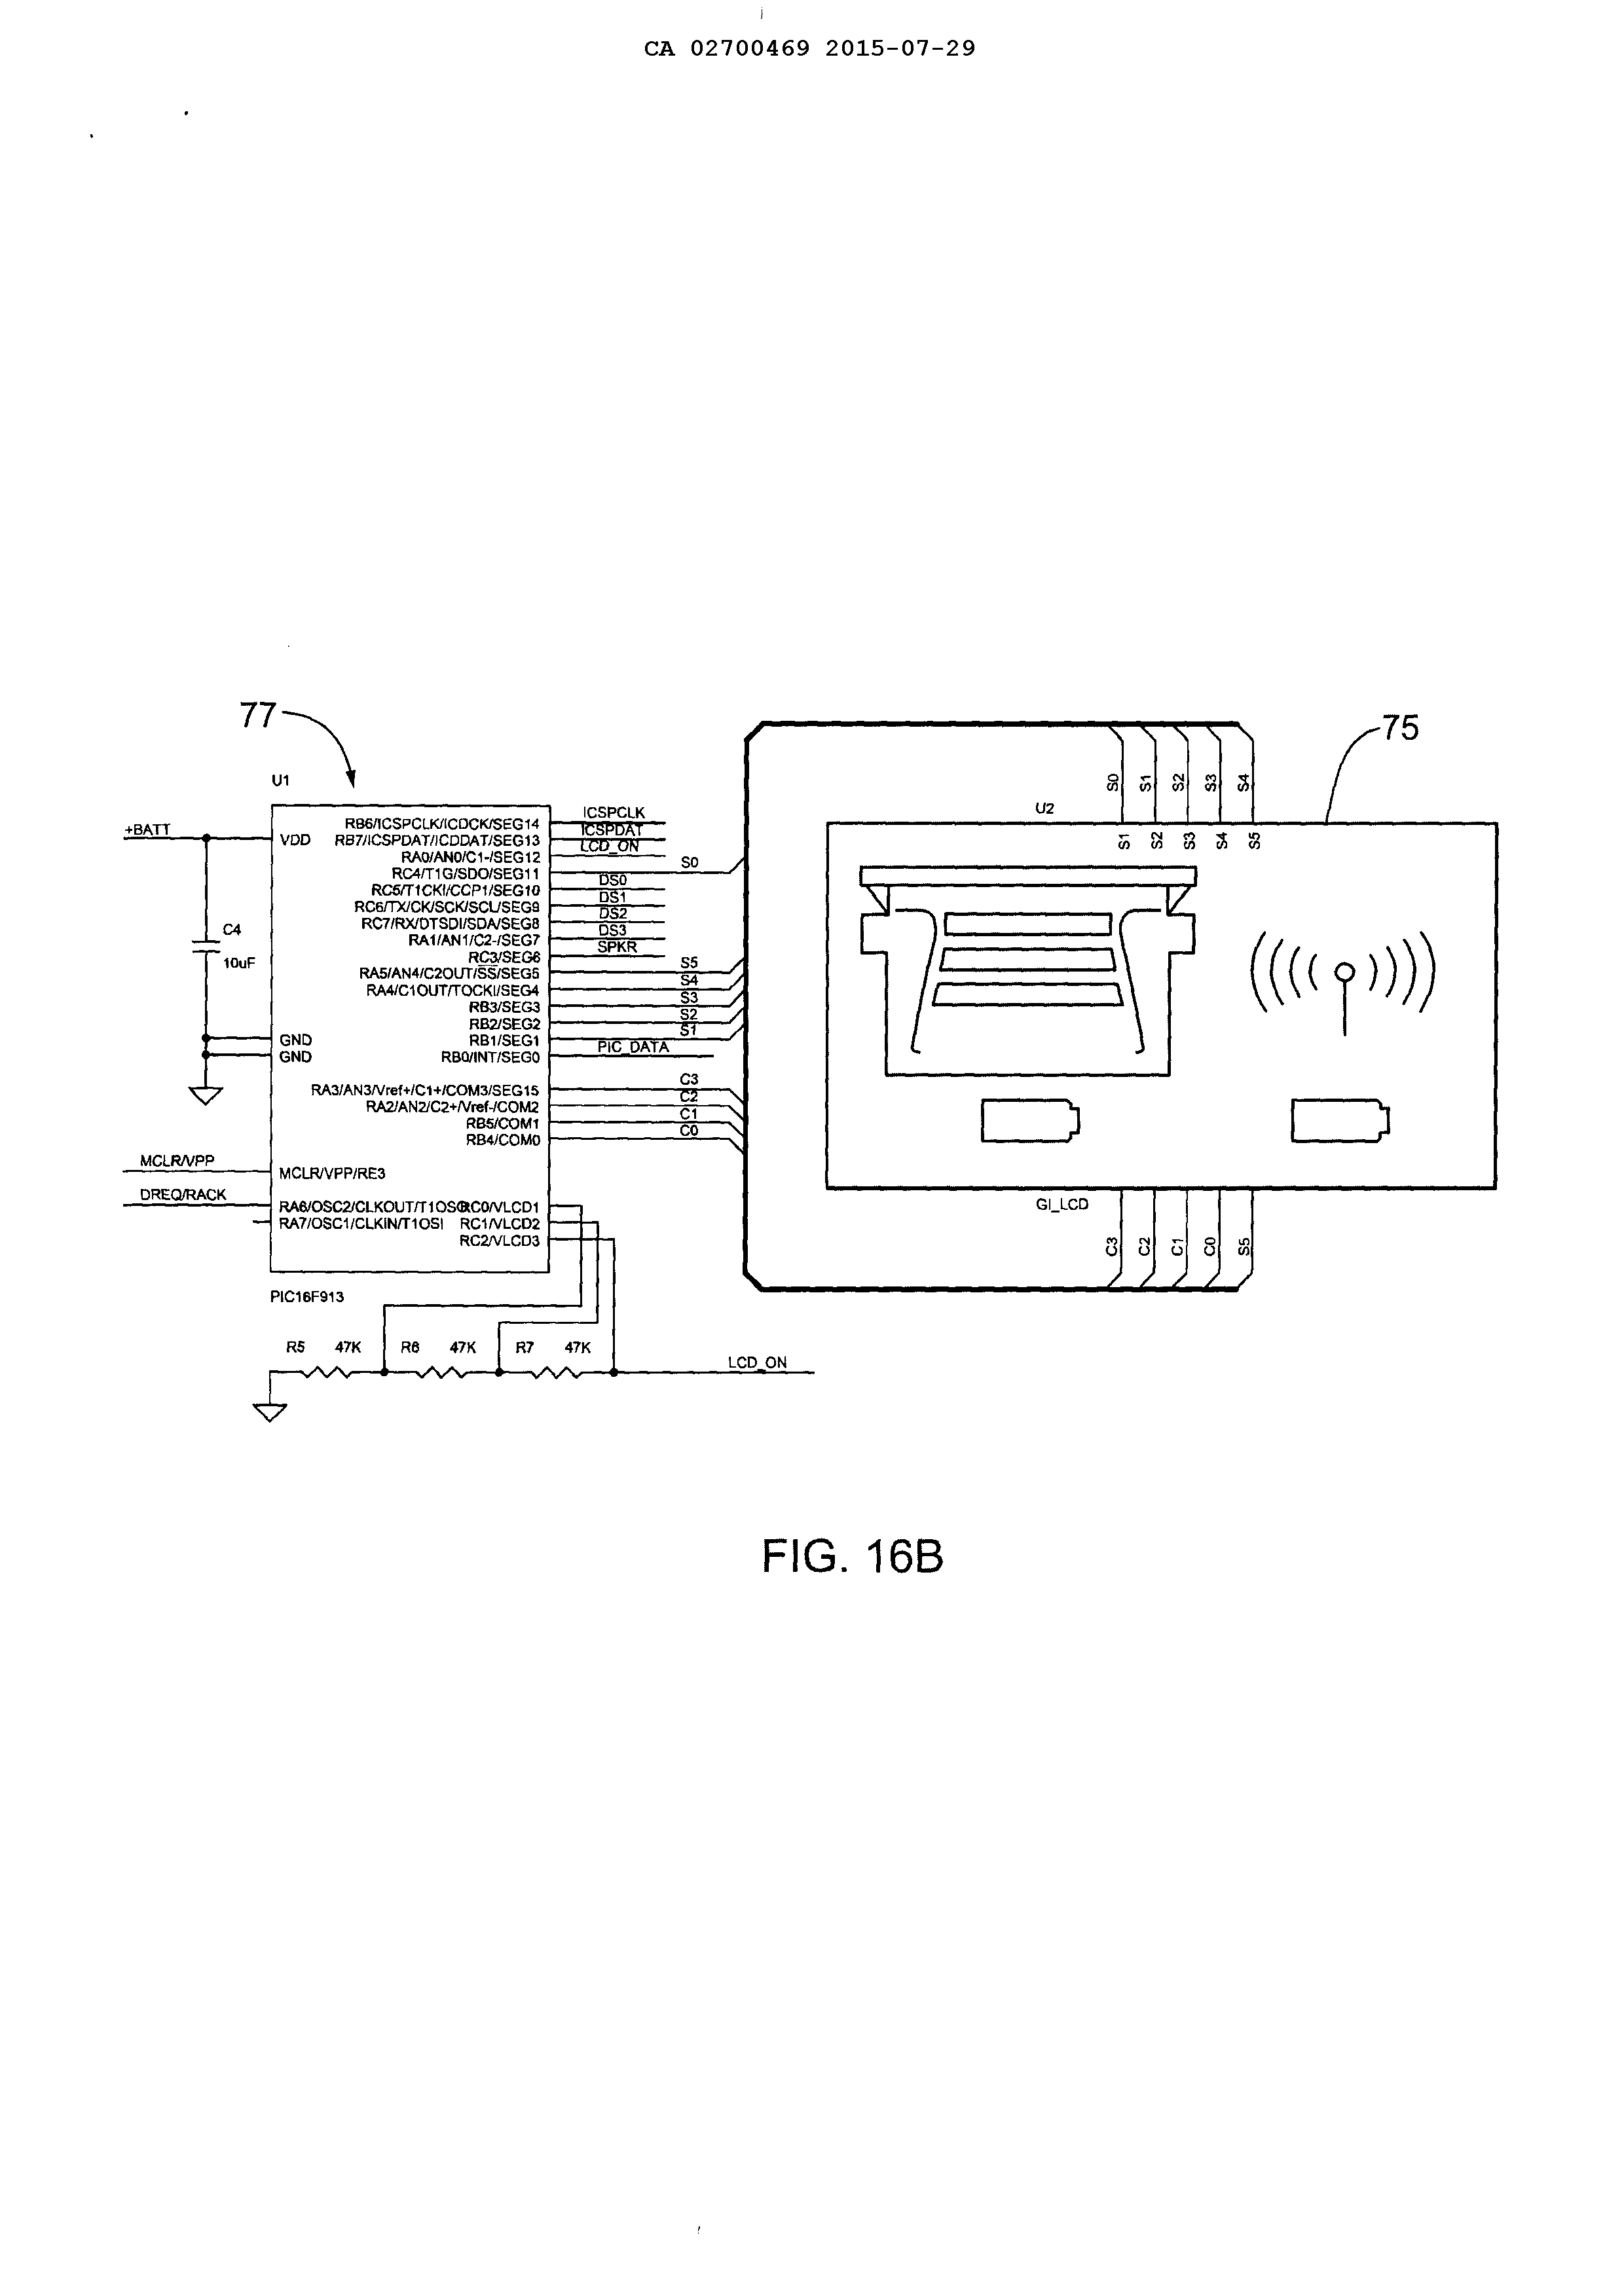 CA 02700469 2015-07-29
77
75
U1
+BATT
VDD
C4
10uF
GND
GND
MCLR/VPP
MCLR/VPP/RE3
DREQ/RACK
RA6/OSC2/CLKOUT/T1OSO
RA7/OSC1/CLKIN/T1OSI
RB6/ICSPCLK/ICDCK/SEG14
RB7/ICSPDAT/ICDDAT/SEG13
RA0/AN0/C1-/SEG12
RC4/T1G/SDO/SEG11
RC5/T1CKI/CCP1/SEG10
RC6/TX/CK/SCK/SCL/SEG9
RC7/RX/DTSDI/SDA/SEG8
RA1/AN1/C2-/SEG7
RC3/SEG6
RA5/AN4/C2OUT/SS/SEG5
RA4/C1OUT/TOCKI/SEG4
RB3/SEG3
RB2/SEG2
RB1/SEG1
RB0/INT/SEG0
RA3/AN3/Vref+/C1+/COM3/SEG15
RA2/AN2/C2+/Vref-/COM2
RB5/COM1
RB4/COM0
RC0/VLCD1
RC1/VLCD2
RC2/VLCD3
ICSPCLK
ICSPDAT
LCD_ON
S0
DS0
DS1
DS2
DS3
SPKR
S5
S4
S3
S2
S1
PIC_DATA
C3
C2
C1
C0
PIC16F913
R5 47K R6 47K R7 47K
LCD_ON
S0 S1 S2 S3 S4
U2
S1 S2 S3 S4 S5
GI_LCD
C3 C2 C1 C0 S5
FIG. 16B